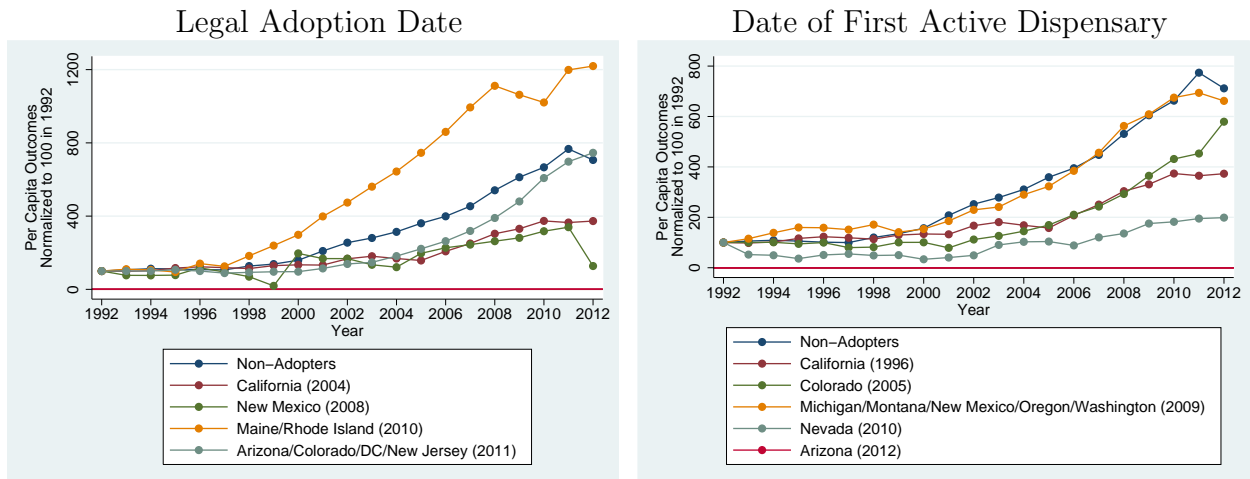 Legal Adoption Date
Per Capita Outcomes
Normalized to 100 in 1992
1200
800
400
0
1992 1994 1996 1998 2000 2002 2004 2006 2008 2010 2012
Year
Non−Adopters
California (2004)
New Mexico (2008)
Maine/Rhode Island (2010)
Arizona/Colorado/DC/New Jersey (2011)
Date of First Active Dispensary
Per Capita Outcomes
Normalized to 100 in 1992
800
600
400
200
0
1992 1994 1996 1998 2000 2002 2004 2006 2008 2010 2012
Year
Non−Adopters
California (1996)
Colorado (2005)
Michigan/Montana/New Mexico/Oregon/Washington (2009)
Nevada (2010)
Arizona (2012)